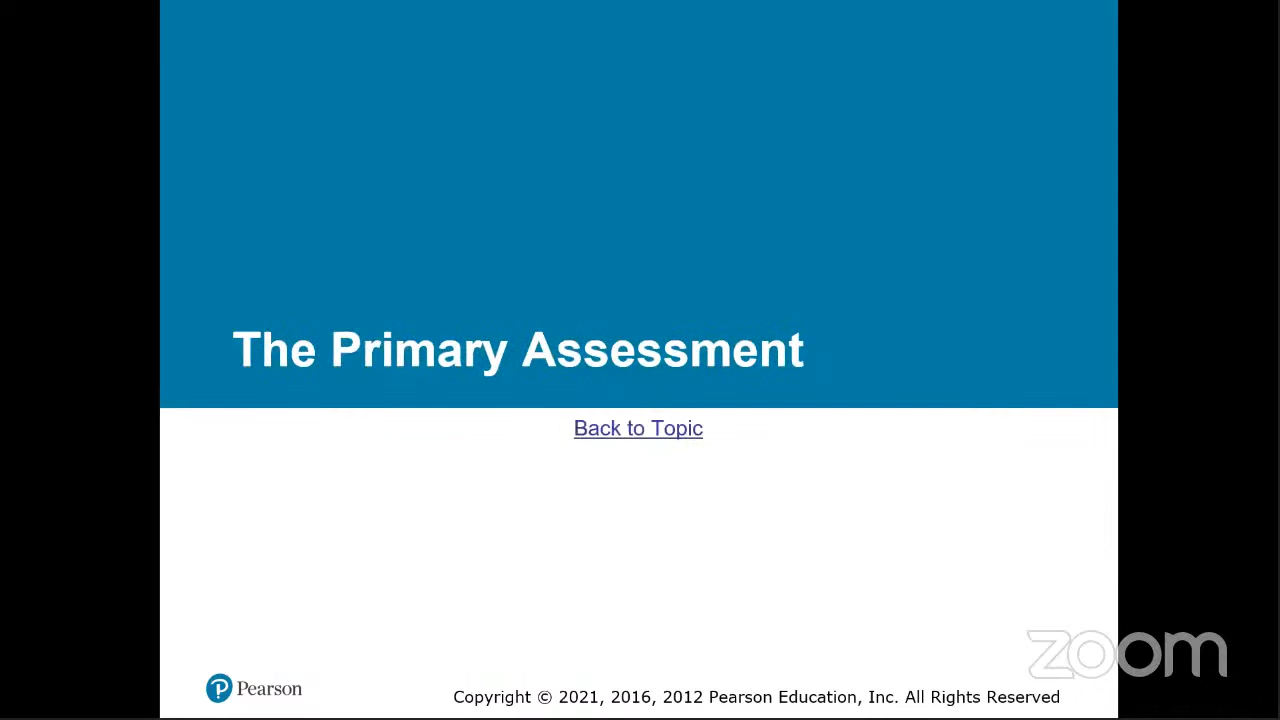 The Primary Assessment
Back to Topic
zoom
Pearson
Copyright © 2021, 2016, 2012 Pearson Education, Inc. All Rights Reserved